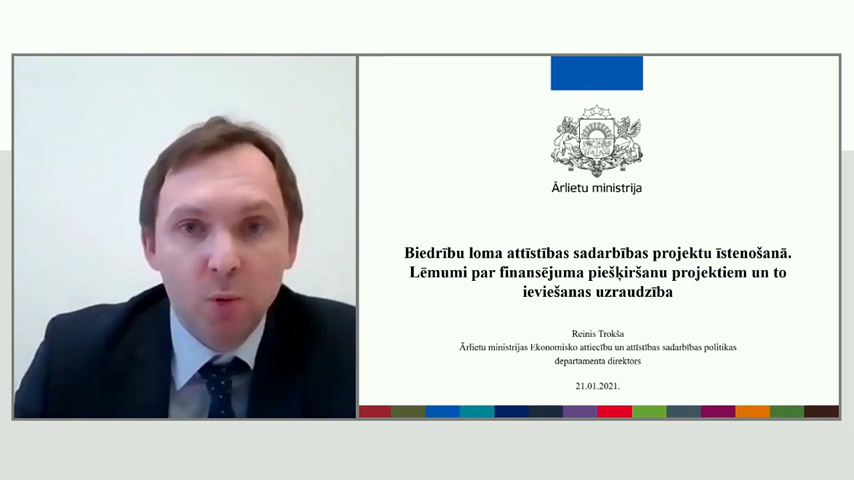 Ārlietu ministrija
Biedrību loma attīstības sadarbības projektu īstenošanā.
Lēmumi par finansējuma piešķiršanu projektiem un to
ieviešanas uzraudzība
Reinis Trokša
Ārlietu ministrijas Ekonomisko attiecību un attīstības sadarbības politikas
departamenta direktors
21.01.2021.